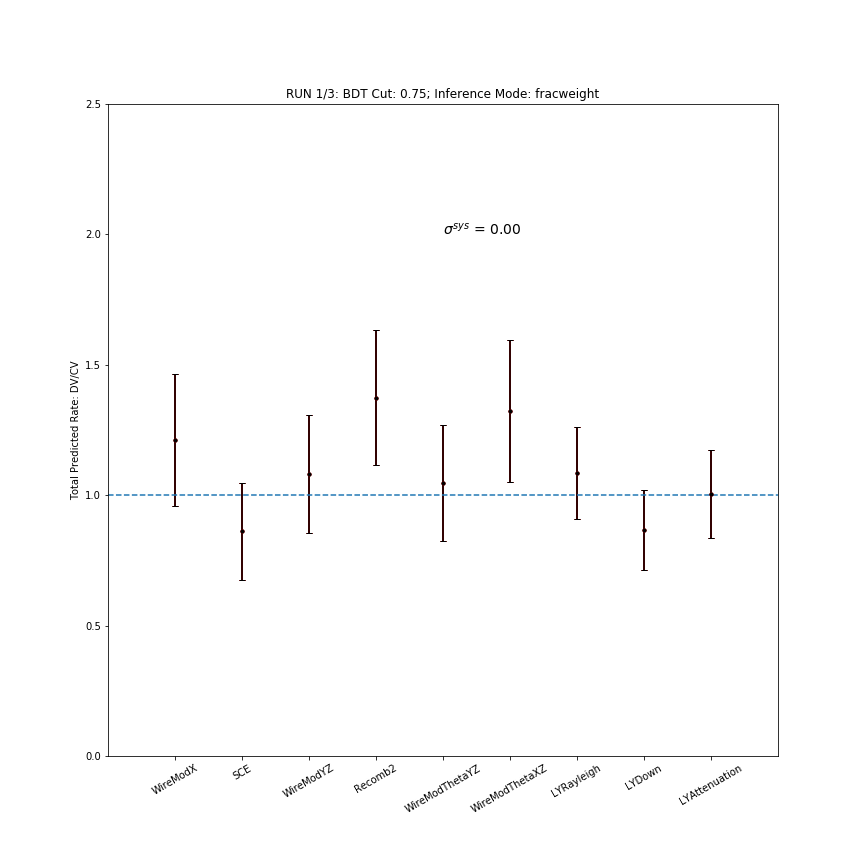 RUN 1/3: BDT Cut: 0.75; Inference Mode: fracweight
2.5
σ^sys = 0.00
2.0
1.5
Total Predicted Rate: DV/CV
1.0
0.5
0.0
WireModX
SCE
WireModYZ
Recomb2
WireModThetaYZ
WireModThetaXZ
LYRayleigh
LYDown
LYAttenuation